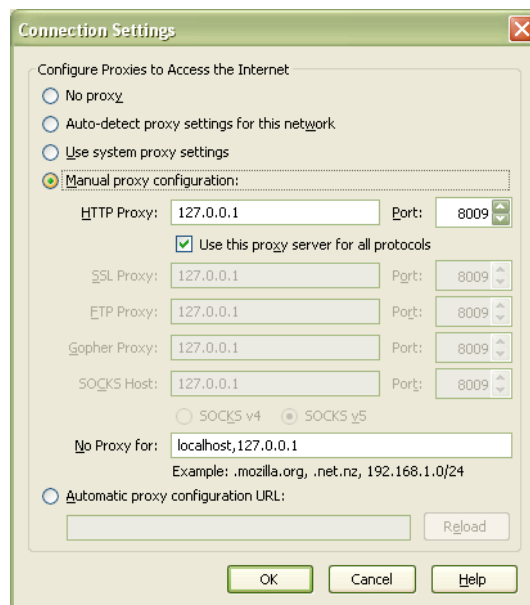 Connection Settings
Configure Proxies to Access the Internet
No proxy
Auto-detect proxy settings for this network
Use system proxy settings
Manual proxy configuration:
HTTP Proxy: 127.0.0.1 Port: 8009
Use this proxy server for all protocols
SSL Proxy: 127.0.0.1 Port: 8009
FTP Proxy: 127.0.0.1 Port: 8009
Gopher Proxy: 127.0.0.1 Port: 8009
SOCKS Host: 127.0.0.1 Port: 8009
SOCKS v4 SOCKS v5
No Proxy for: localhost,127.0.0.1
Example: .mozilla.org, .net.nz, 192.168.1.0/24
Automatic proxy configuration URL:
Reload
OK Cancel Help